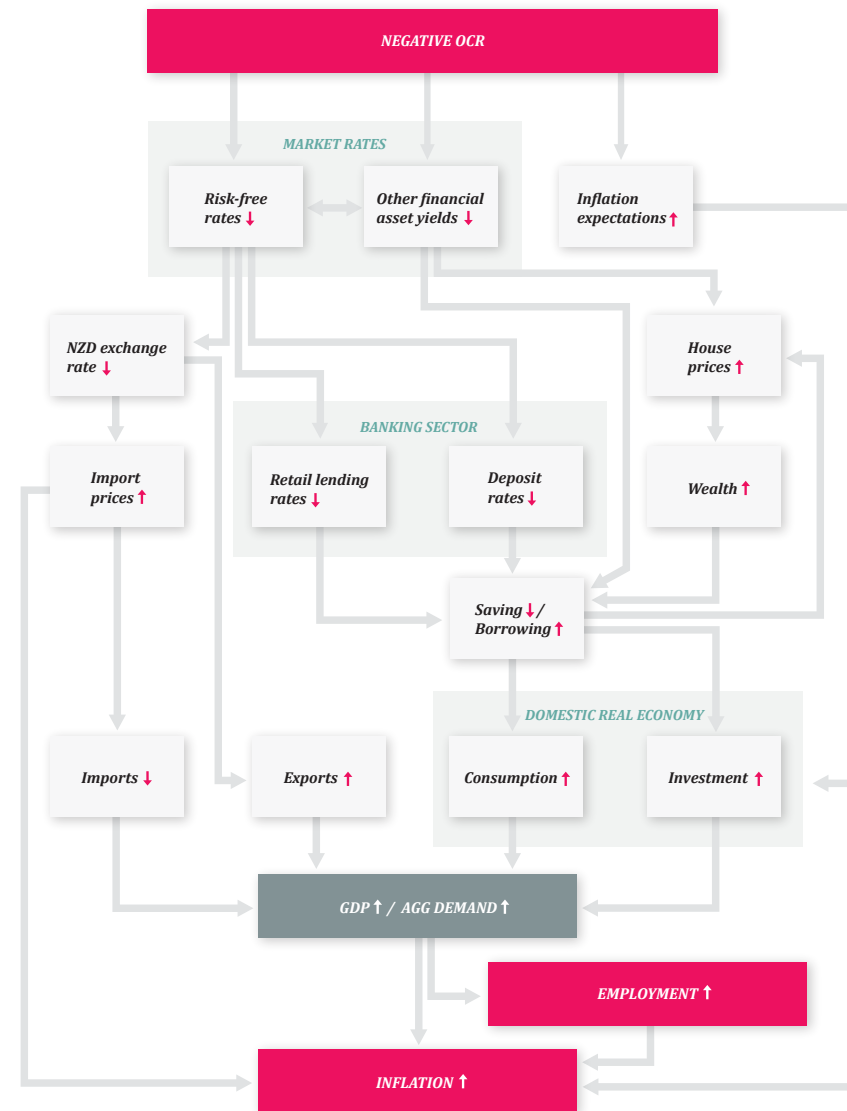 NEGATIVE OCR
MARKET RATES
Risk-free
rates ↓
Other financial
asset yields ↓
Inflation
expectations ↑
NZD exchange
rate ↓
House
prices ↑
BANKING SECTOR
Import
prices ↑
Retail lending
rates ↓
Deposit
rates ↓
Wealth ↑
Saving ↓ /
Borrowing ↑
DOMESTIC REAL ECONOMY
Imports ↓
Exports ↑
Consumption ↑
Investment ↑
GDP ↑ / AGG DEMAND ↑
EMPLOYMENT ↑
INFLATION ↑